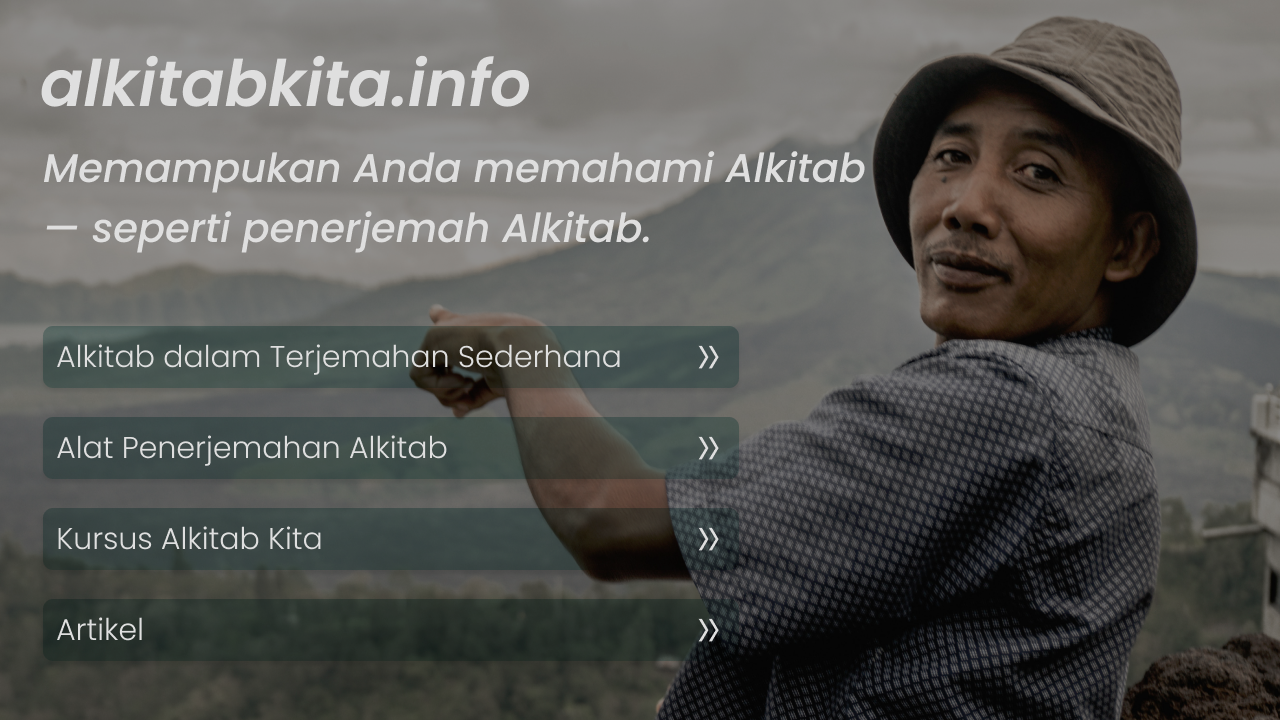 alkitabkita.info
Memampukan Anda memahami Alkitab
— seperti penerjemah Alkitab.
Alkitab dalam Terjemahan Sederhana »
Alat Penerjemahan Alkitab »
Kursus Alkitab Kita »
Artikel »